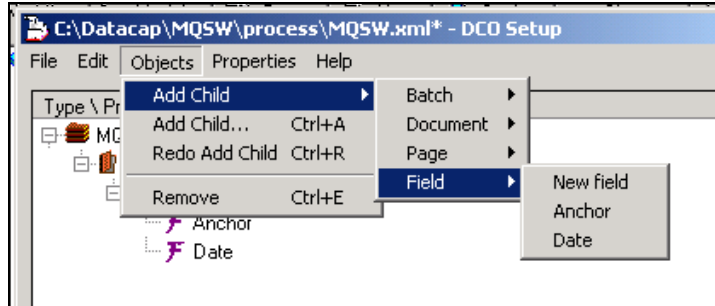 C:\Datacap\MQSW\process\MQSW.xml* - DCO Setup
File Edit Objects Properties Help
Type \ Pr
MQ
Add Child
Add Child... Ctrl+A
Redo Add Child Ctrl+R
Remove Ctrl+E
Batch
Document
Page
Field
New field
Anchor
Date
Anchor
Date